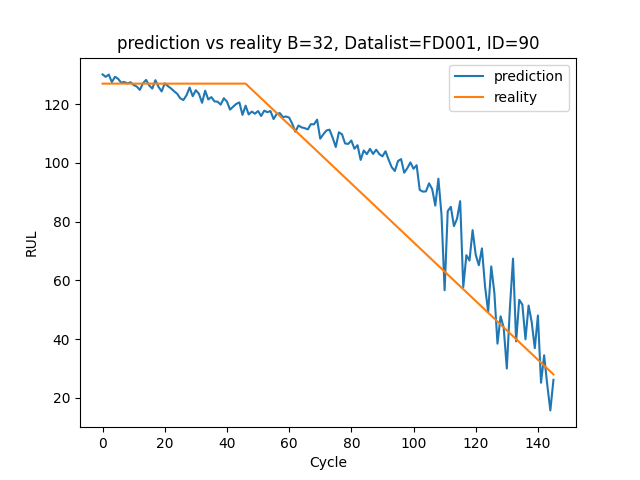 prediction vs reality B=32, Datalist=FD001, ID=90
prediction
reality
120
100
80
60
40
20
RUL
0 20 40 60 80 100 120 140
Cycle